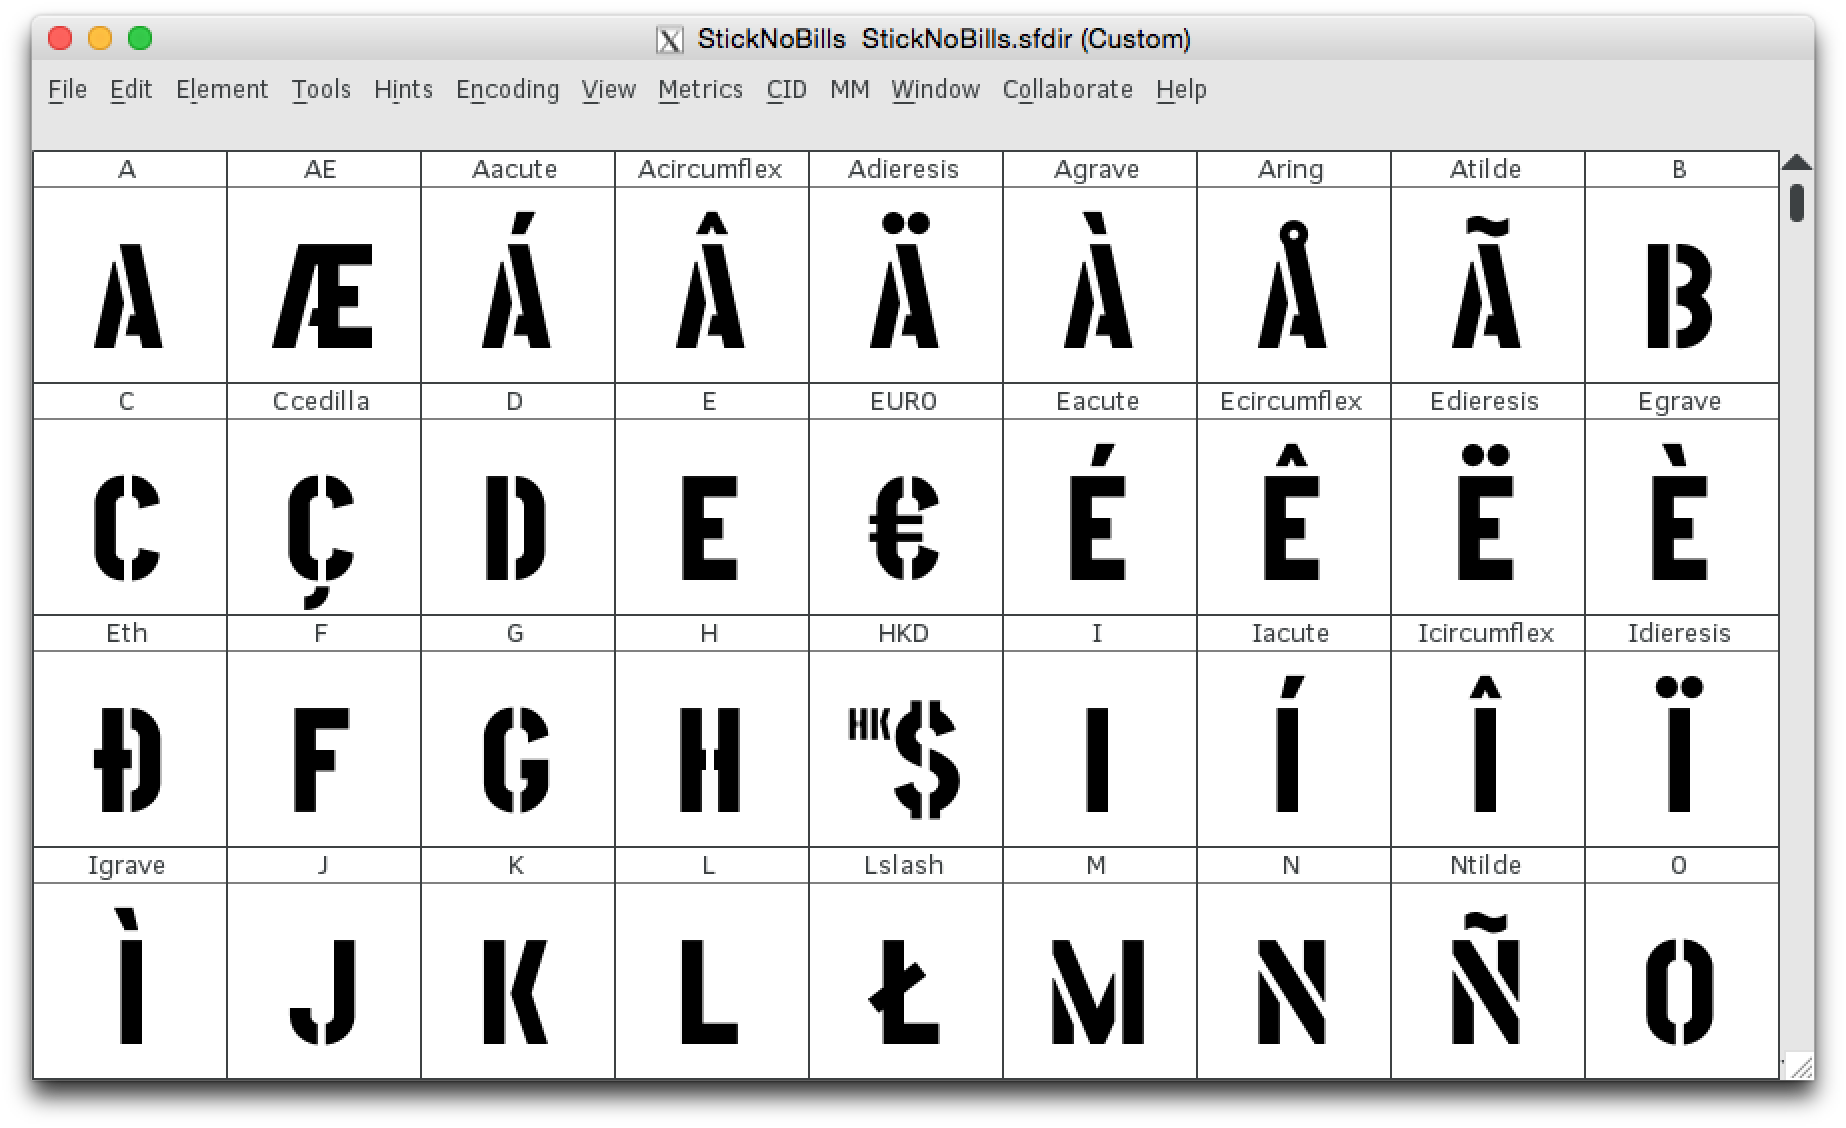 StickNoBills StickNoBills.sfdir (Custom)
File Edit Element Tools Hints Encoding View Metrics CID MM Window Collaborate Help
A AE Aacute Acircumflex Adieresis Agrave Aring Atilde B
A Æ Á Â Ä À Å Ã B
C Ccedilla D E EURO Eacute Ecircumflex Edieresis Egrave
C Ç D E € É Ê Ë È
Eth F G H HKD I Iacute Icircumflex Idieresis
Ð F G H HK$ I Í Î Ï
Igrave J K L Lslash M N Ntilde O
Ì J K L Ł M N Ñ O